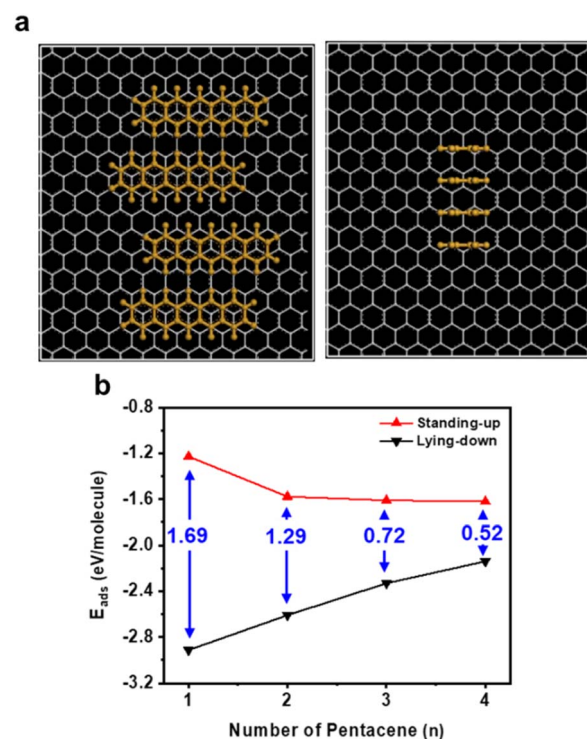 a
b
-0.8
-1.2
-1.6
-2.0
-2.4
-2.8
-3.2
E_ads (eV/molecule)
Standing-up
Lying-down
1.69
1.29
0.72
0.52
1 2 3 4
Number of Pentacene (n)